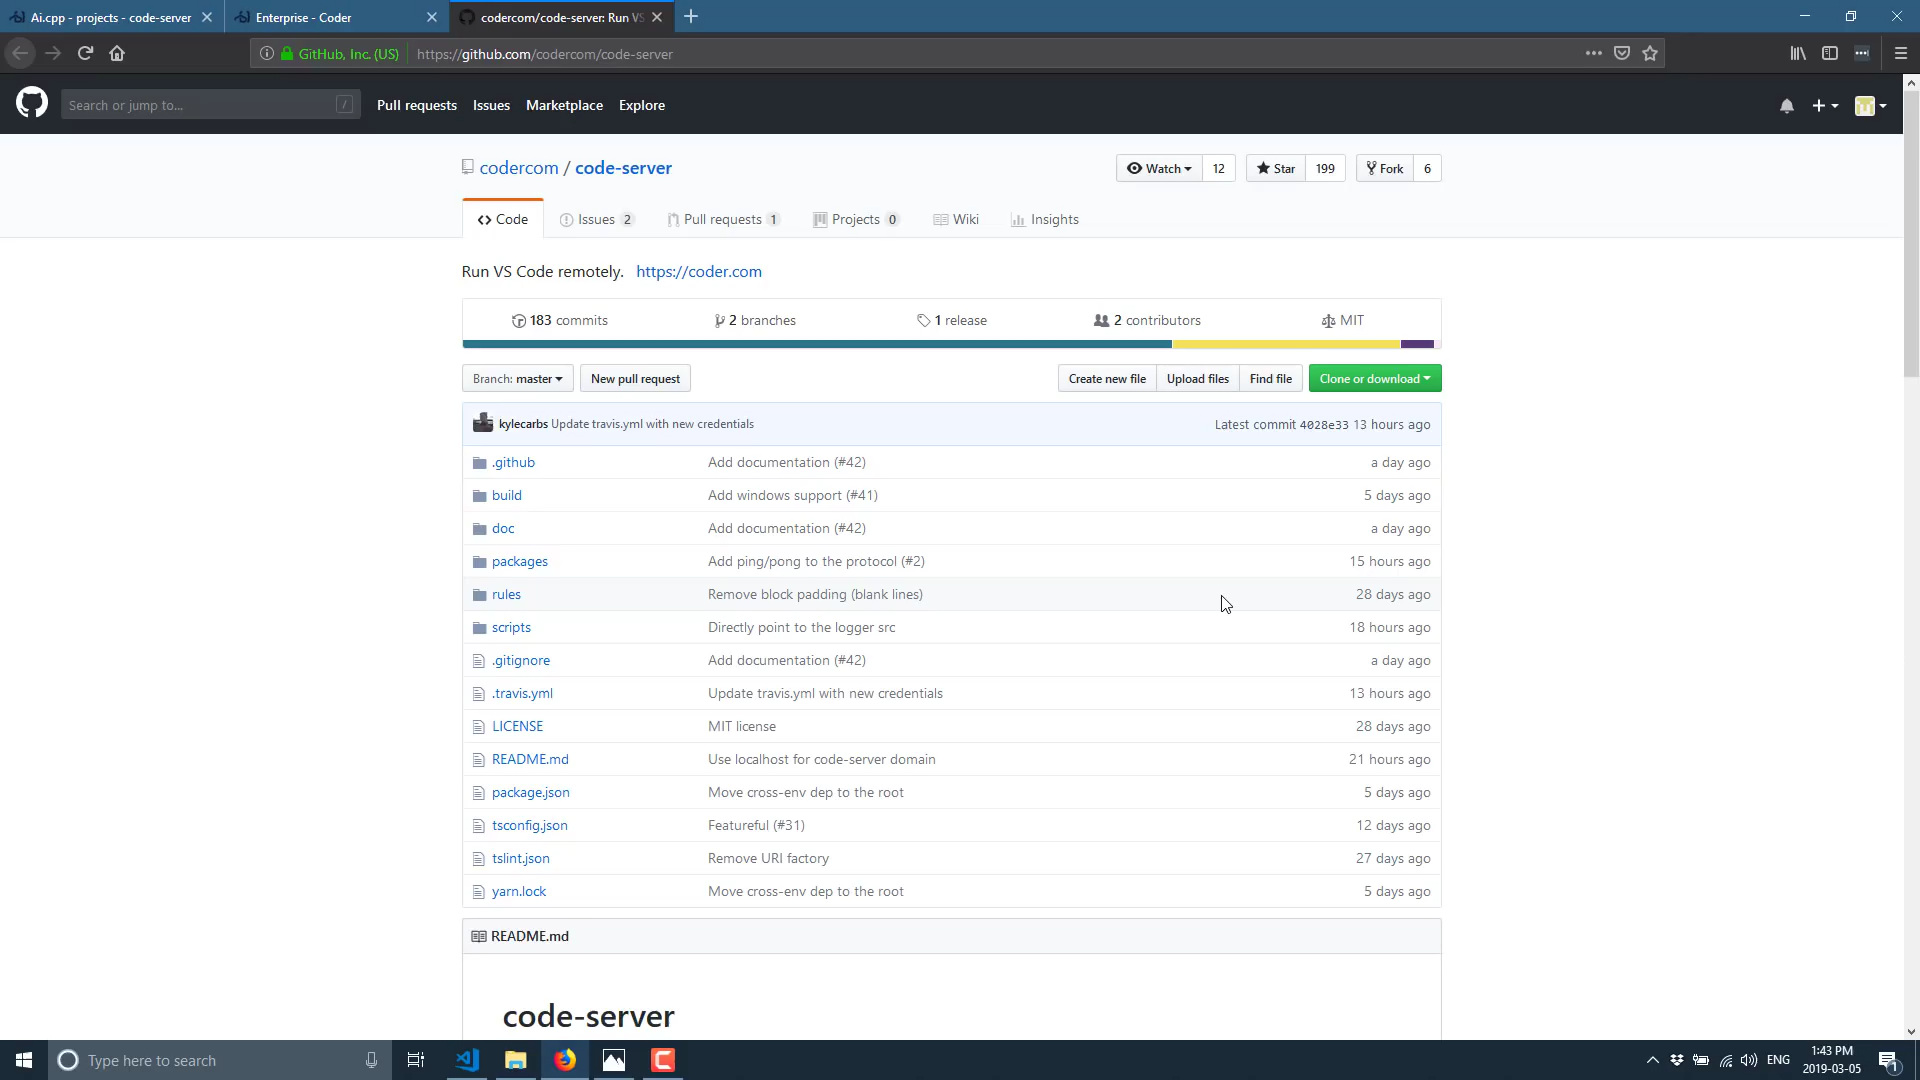 Ai.cpp - projects - code-server
Enterprise - Coder
codercom/code-server: Run VS
GitHub, Inc. (US) https://github.com/codercom/code-server
Search or jump to... /
Pull requests Issues Marketplace Explore
codercom / code-server
Watch 12 Star 199 Fork 6
Code Issues 2 Pull requests 1 Projects 0 Wiki Insights
Run VS Code remotely. https://coder.com
183 commits 2 branches 1 release 2 contributors MIT
Branch: master New pull request Create new file Upload files Find file Clone or download
kylecarbs Update travis.yml with new credentials Latest commit 4028e33 13 hours ago
.github Add documentation (#42) a day ago
build Add windows support (#41) 5 days ago
doc Add documentation (#42) a day ago
packages Add ping/pong to the protocol (#2) 15 hours ago
rules Remove block padding (blank lines) 28 days ago
scripts Directly point to the logger src 18 hours ago
.gitignore Add documentation (#42) a day ago
.travis.yml Update travis.yml with new credentials 13 hours ago
LICENSE MIT license 28 days ago
README.md Use localhost for code-server domain 21 hours ago
package.json Move cross-env dep to the root 5 days ago
tsconfig.json Featureful (#31) 12 days ago
tslint.json Remove URI factory 27 days ago
yarn.lock Move cross-env dep to the root 5 days ago
README.md
code-server
Type here to search
ENG
1:43 PM
2019-03-05
1